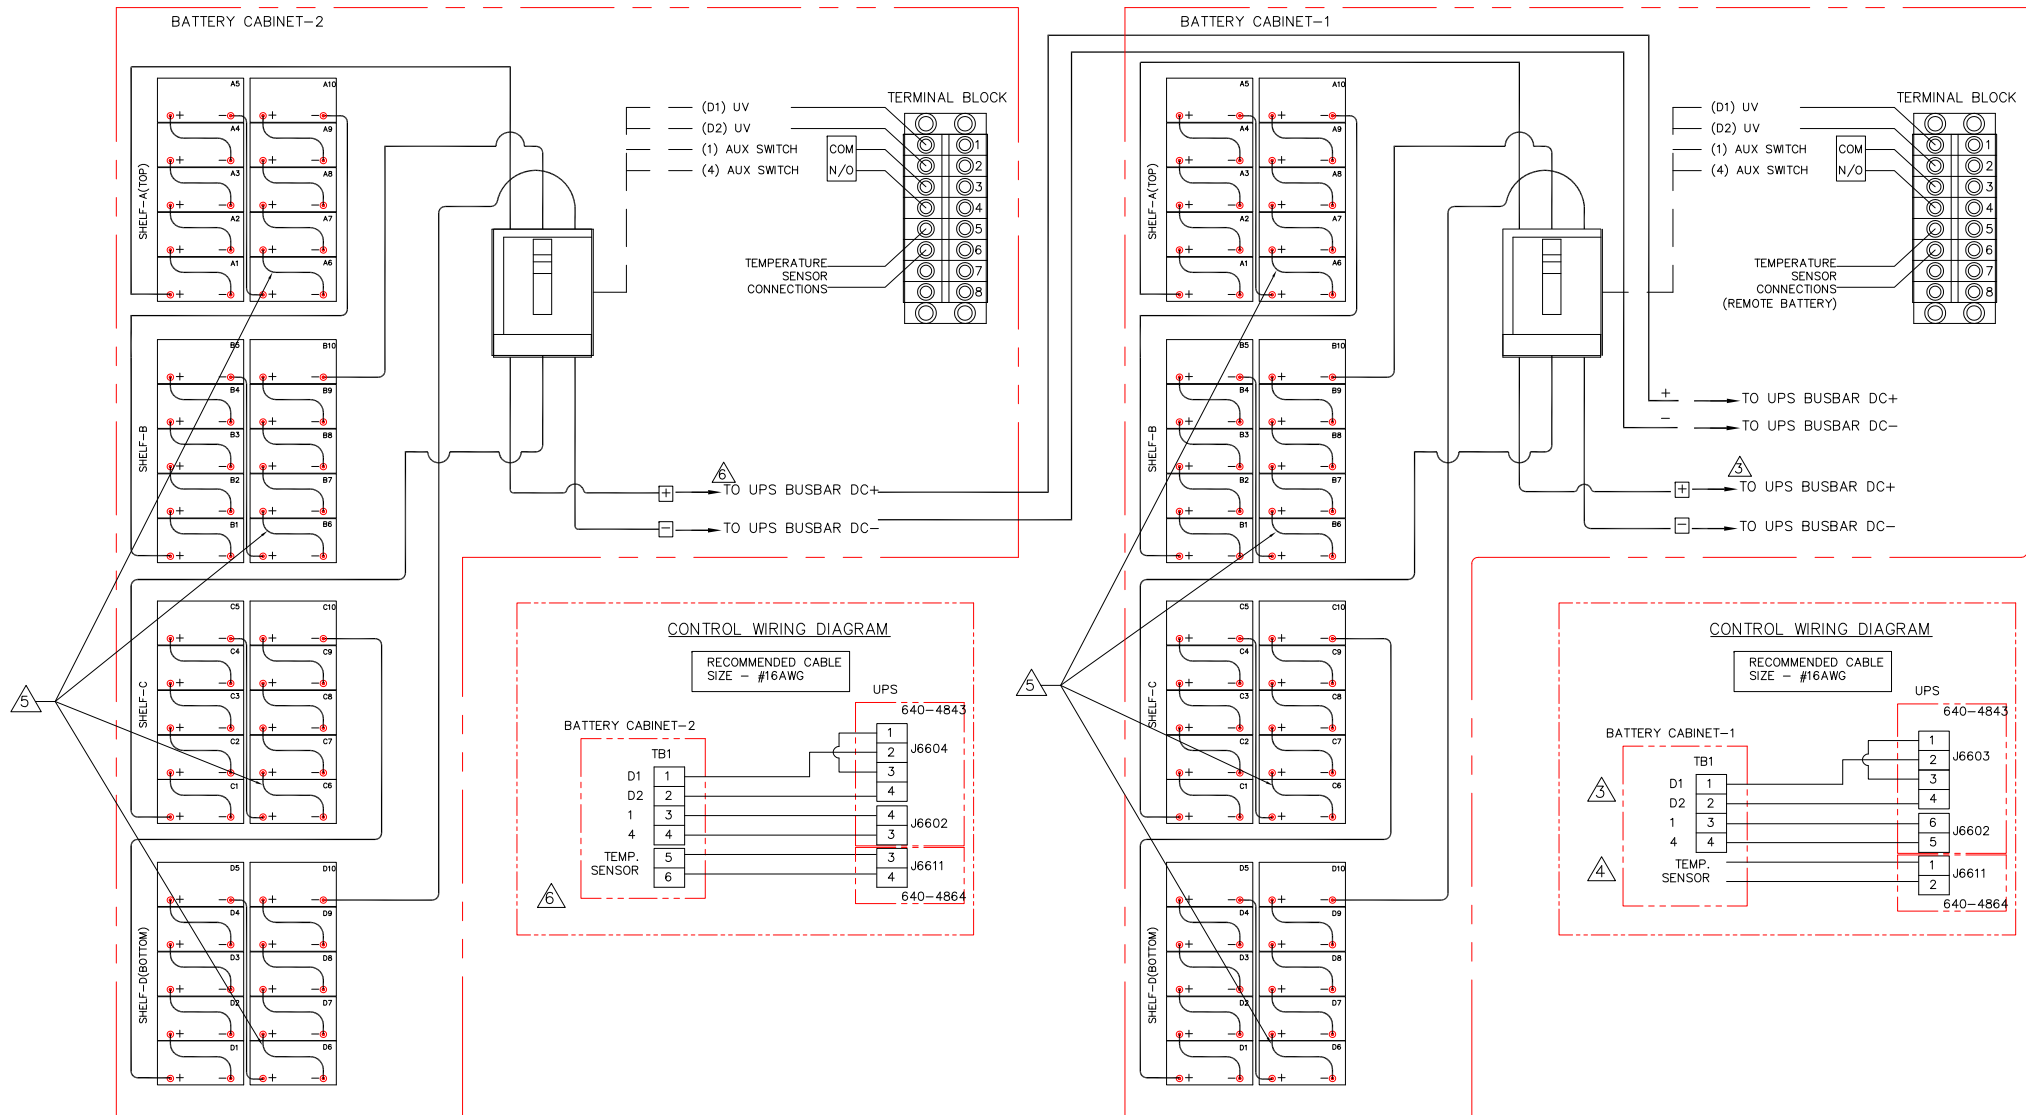 BATTERY CABINET-2
SHELF-A(TOP)
A5 A10
+ - + -
A4 A9
+ - + -
A3 A8
+ - + -
A2 A7
+ - + -
A1 A6
+ - + -
SHELF-B
B5 B10
+ - + -
B4 B9
+ - + -
B3 B8
+ - + -
B2 B7
+ - + -
B1 B6
+ - + -
SHELF-C
C5 C10
+ - + -
C4 C9
+ - + -
C3 C8
+ - + -
C2 C7
+ - + -
C1 C6
+ - + -
SHELF-D(BOTTOM)
D5 D10
+ - + -
D4 D9
+ - + -
D3 D8
+ - + -
D2 D7
+ - + -
D1 D6
+ - + -
5
(D1) UV
(D2) UV
(1) AUX SWITCH
(4) AUX SWITCH
COM
N/O
TERMINAL BLOCK
1
2
3
4
5
6
7
8
TEMPERATURE
SENSOR
CONNECTIONS
6
+ TO UPS BUSBAR DC+
- TO UPS BUSBAR DC-
CONTROL WIRING DIAGRAM
RECOMMENDED CABLE
SIZE - #16AWG
UPS
640-4843
BATTERY CABINET-2
TB1
D1 1
D2 2
1 3
4 4
TEMP.
SENSOR
5
6
1
2
3
4
J6604
4
3
J6602
3
4
J6611
640-4864
6
BATTERY CABINET-1
SHELF-A(TOP)
A5 A10
+ - + -
A4 A9
+ - + -
A3 A8
+ - + -
A2 A7
+ - + -
A1 A6
+ - + -
SHELF-B
B5 B10
+ - + -
B4 B9
+ - + -
B3 B8
+ - + -
B2 B7
+ - + -
B1 B6
+ - + -
SHELF-C
C5 C10
+ - + -
C4 C9
+ - + -
C3 C8
+ - + -
C2 C7
+ - + -
C1 C6
+ - + -
SHELF-D(BOTTOM)
D5 D10
+ - + -
D4 D9
+ - + -
D3 D8
+ - + -
D2 D7
+ - + -
D1 D6
+ - + -
5
(D1) UV
(D2) UV
(1) AUX SWITCH
(4) AUX SWITCH
COM
N/O
TERMINAL BLOCK
1
2
3
4
5
6
7
8
TEMPERATURE
SENSOR
CONNECTIONS
(REMOTE BATTERY)
+ TO UPS BUSBAR DC+
- TO UPS BUSBAR DC-
3
+ TO UPS BUSBAR DC+
- TO UPS BUSBAR DC-
CONTROL WIRING DIAGRAM
RECOMMENDED CABLE
SIZE - #16AWG
UPS
640-4843
BATTERY CABINET-1
TB1
3
D1 1
D2 2
1 3
4 4
4
TEMP.
SENSOR
1
2
3
4
J6603
6
5
J6602
1
2
J6611
640-4864